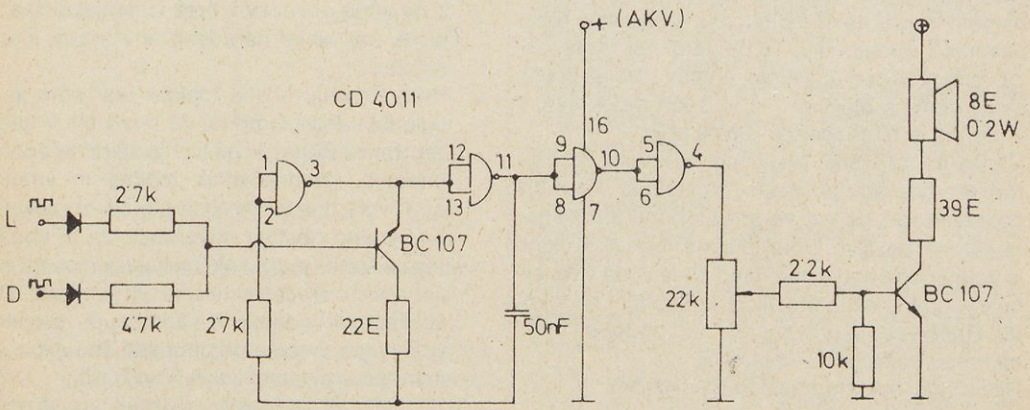 + (AKV.)
CD 4011
16
1
3
2
12
11
13
9
10
8
7
5
4
6
8E
0.2W
39E
L
2.7k
BC 107
D
4.7k
27k
22E
50nF
22k
2.2k
BC 107
10k